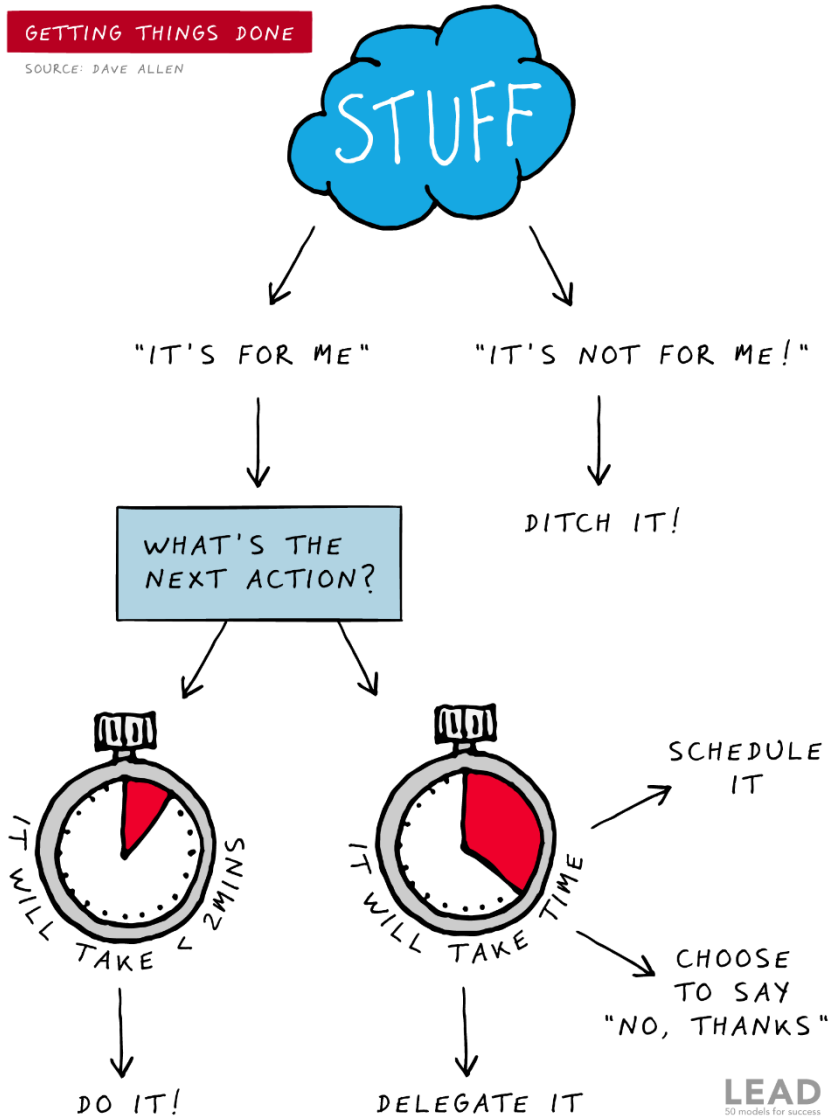 GETTING THINGS DONE
SOURCE: DAVE ALLEN
STUFF
"IT'S FOR ME"
"IT'S NOT FOR ME!"
DITCH IT!
WHAT'S THE
NEXT ACTION?
IT WILL TAKE < 2MINS
IT WILL TAKE TIME
SCHEDULE
IT
CHOOSE
TO SAY
"NO, THANKS"
DO IT!
DELEGATE IT
LEAD
50 models for success